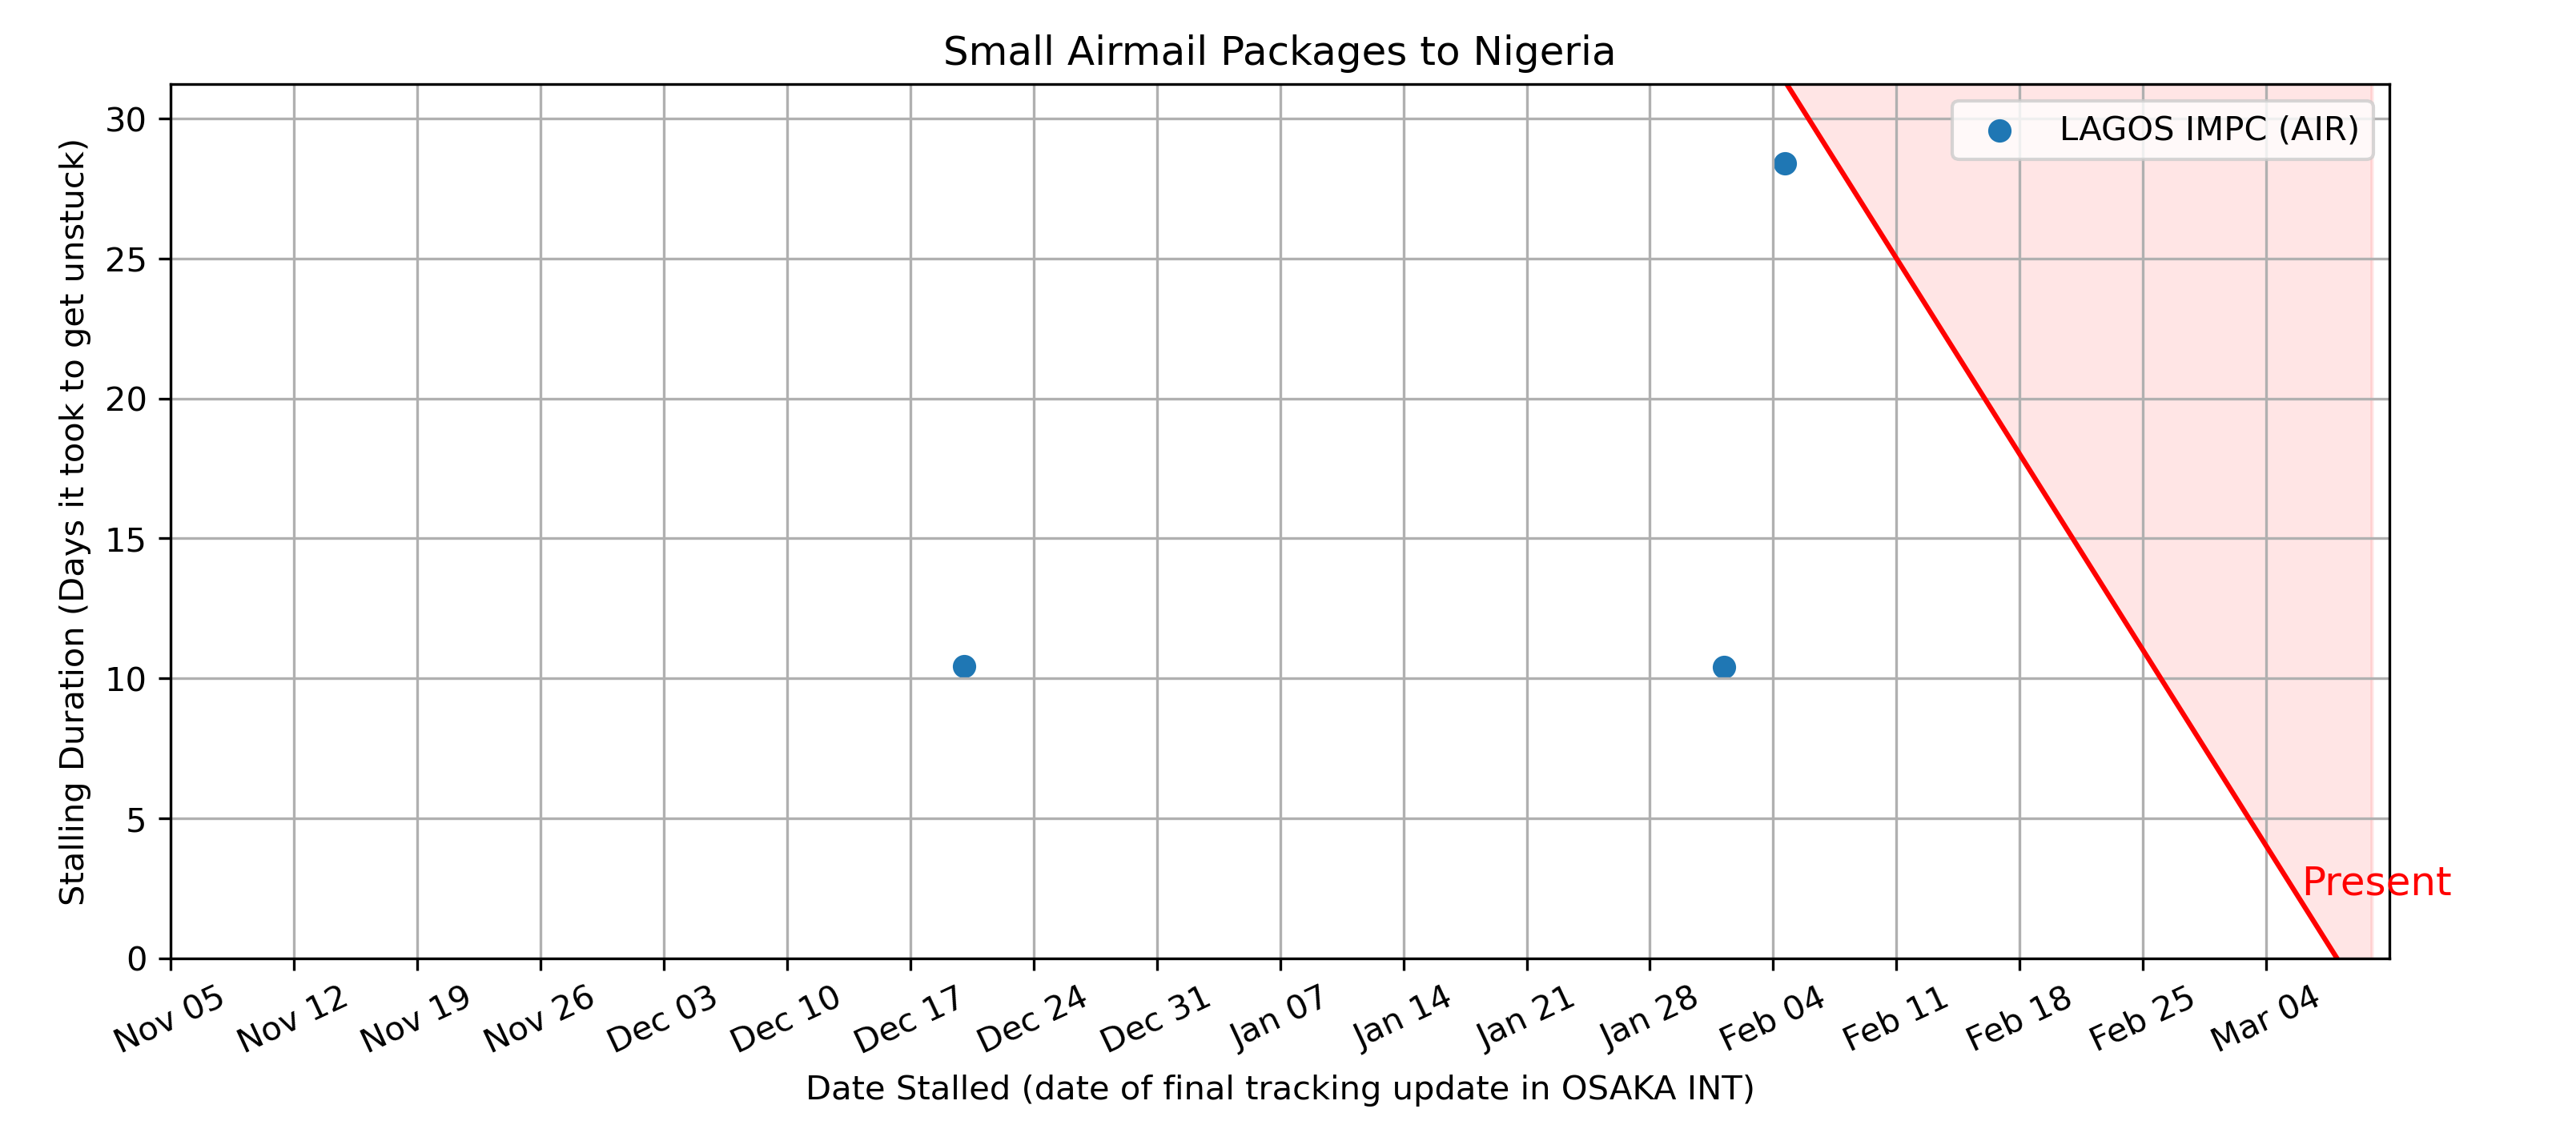 Small Airmail Packages to Nigeria
LAGOS IMPC (AIR)
Stalling Duration (Days it took to get unstuck)
30
25
20
15
10
5
0
Present
Nov 05
Nov 12
Nov 19
Nov 26
Dec 03
Dec 10
Dec 17
Dec 24
Dec 31
Jan 07
Jan 14
Jan 21
Jan 28
Feb 04
Feb 11
Feb 18
Feb 25
Mar 04
Date Stalled (date of final tracking update in OSAKA INT)